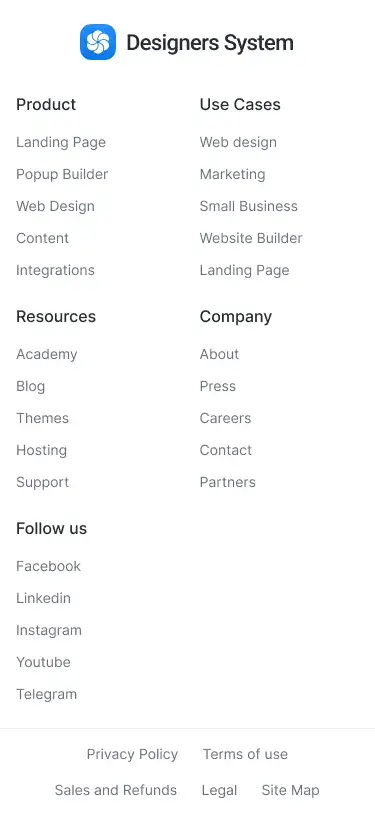 Designers System
Product
Landing Page
Popup Builder
Web Design
Content
Integrations
Use Cases
Web design
Marketing
Small Business
Website Builder
Landing Page
Resources
Academy
Blog
Themes
Hosting
Support
Company
About
Press
Careers
Contact
Partners
Follow us
Facebook
Linkedin
Instagram
Youtube
Telegram
Privacy Policy Terms of use
Sales and Refunds Legal Site Map